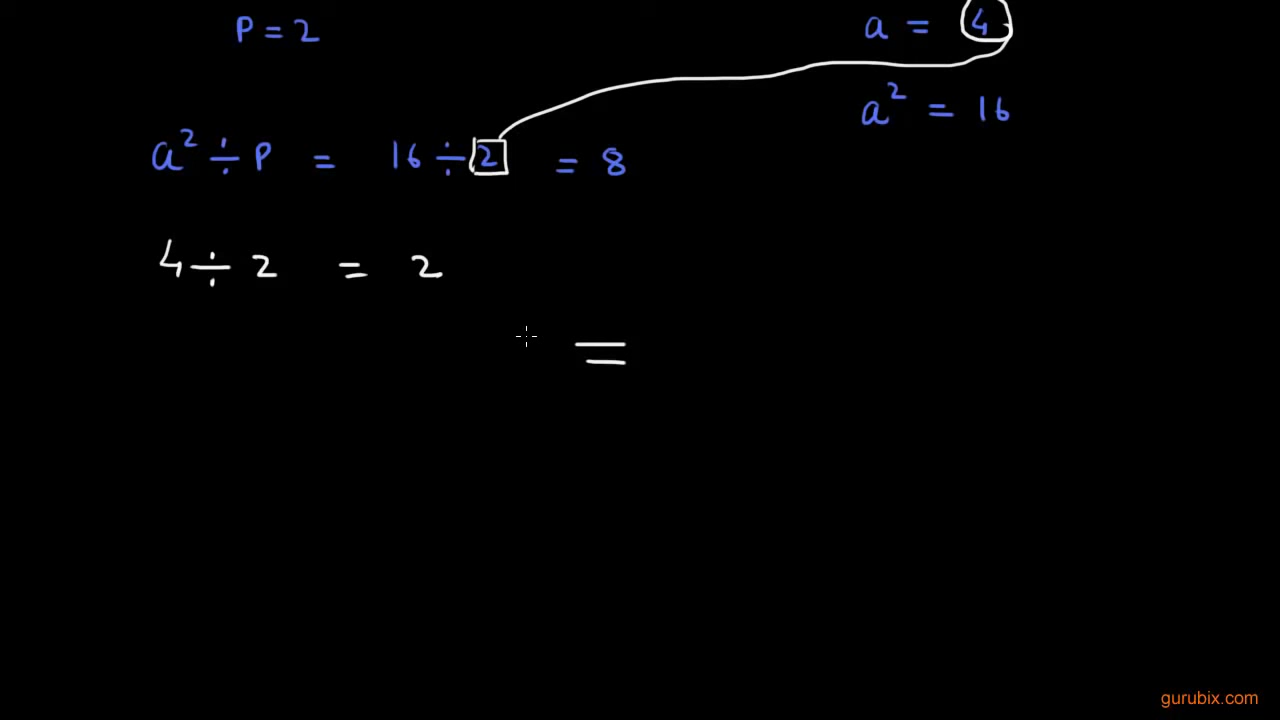 P = 2
a = 4
a² = 16
a² ÷ P = 16 ÷ 2 = 8
4 ÷ 2 = 2
=
gurubix.com